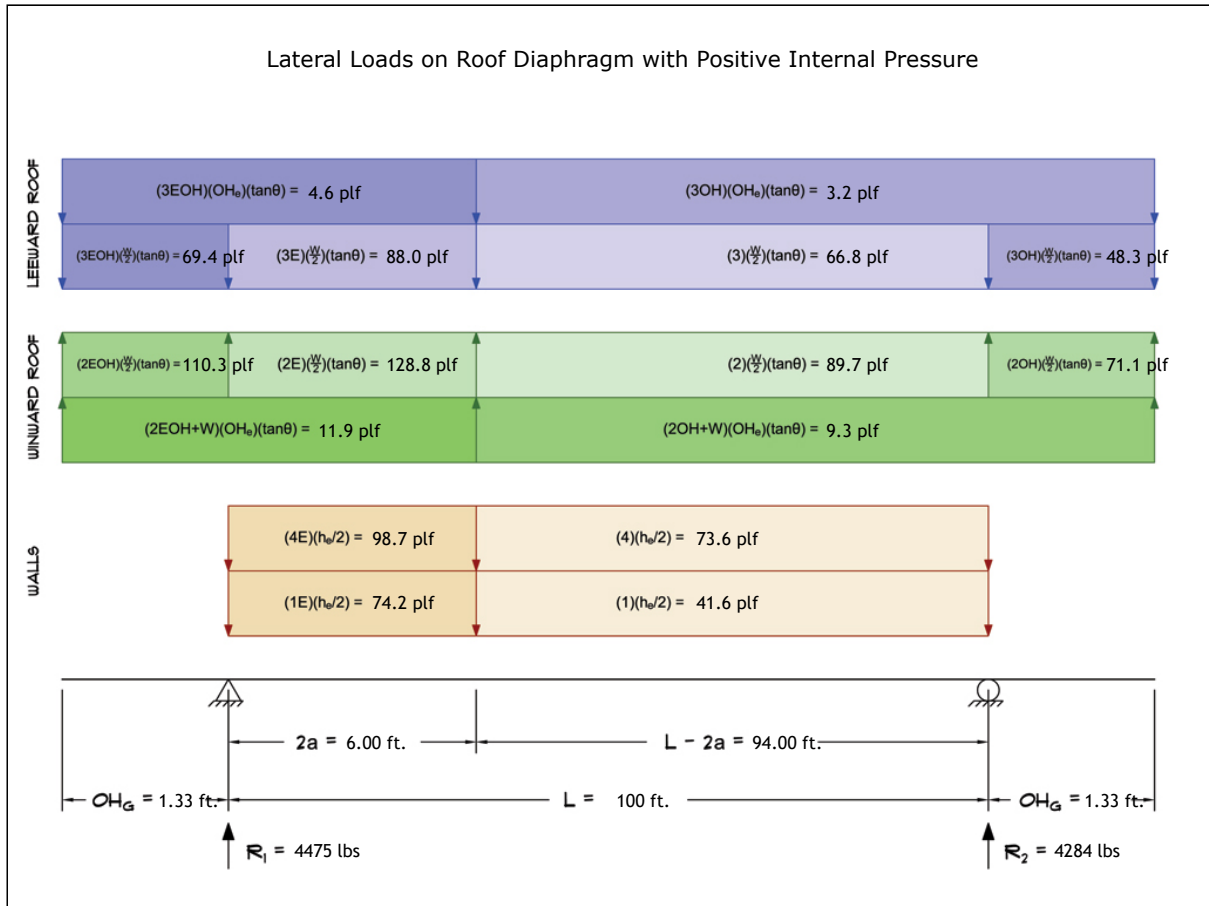 Lateral Loads on Roof Diaphragm with Positive Internal Pressure
LEEWARD ROOF
(3EOH)(OHₑ)(tanθ) = 4.6 plf
(3OH)(OHₑ)(tanθ) = 3.2 plf
(3EOH)(W/2)(tanθ) = 69.4 plf
(3E)(W/2)(tanθ) = 88.0 plf
(3)(W/2)(tanθ) = 66.8 plf
(3OH)(W/2)(tanθ) = 48.3 plf
WINWARD ROOF
(2EOH)(W/2)(tanθ) = 110.3 plf
(2E)(W/2)(tanθ) = 128.8 plf
(2)(W/2)(tanθ) = 89.7 plf
(2OH)(W/2)(tanθ) = 71.1 plf
(2EOH+W)(OHₑ)(tanθ) = 11.9 plf
(2OH+W)(OHₑ)(tanθ) = 9.3 plf
WALLS
(4E)(hₑ/2) = 98.7 plf
(4)(hₑ/2) = 73.6 plf
(1E)(hₑ/2) = 74.2 plf
(1)(hₑ/2) = 41.6 plf
2a = 6.00 ft.
L - 2a = 94.00 ft.
OH_G = 1.33 ft.
L = 100 ft.
OH_G = 1.33 ft.
R₁ = 4475 lbs
R₂ = 4284 lbs